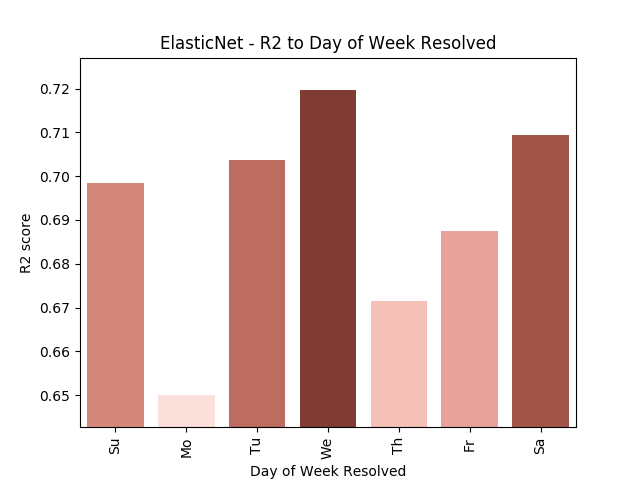 ElasticNet - R2 to Day of Week Resolved
0.72
0.71
0.70
0.69
0.68
0.67
0.66
0.65
R2 score
Su
Mo
Tu
We
Th
Fr
Sa
Day of Week Resolved